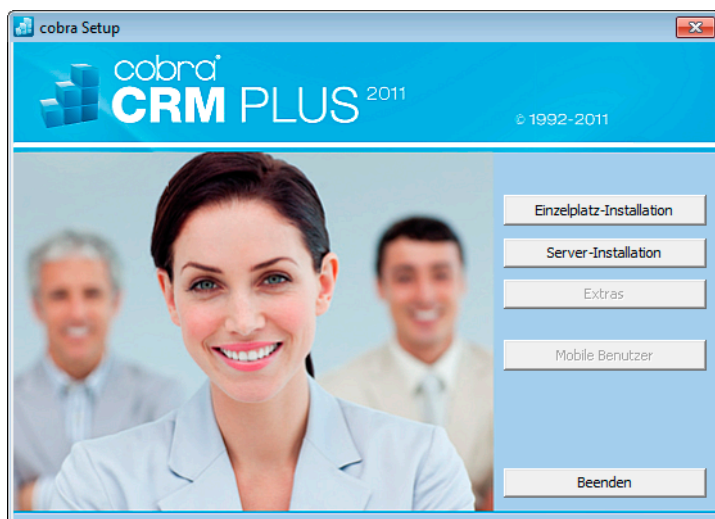 cobra Setup
cobra
CRM PLUS 2011
© 1992-2011
Einzelplatz-Installation
Server-Installation
Extras
Mobile Benutzer
Beenden